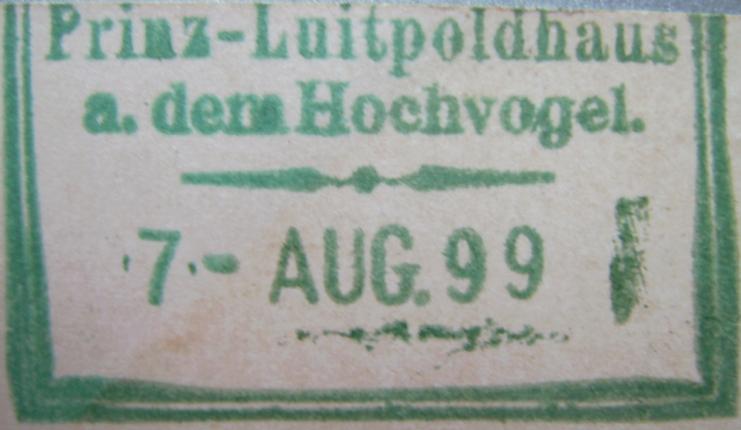 Prinz-Luitpoldhaus
a. dem Hochvogel.
7.- AUG. 99